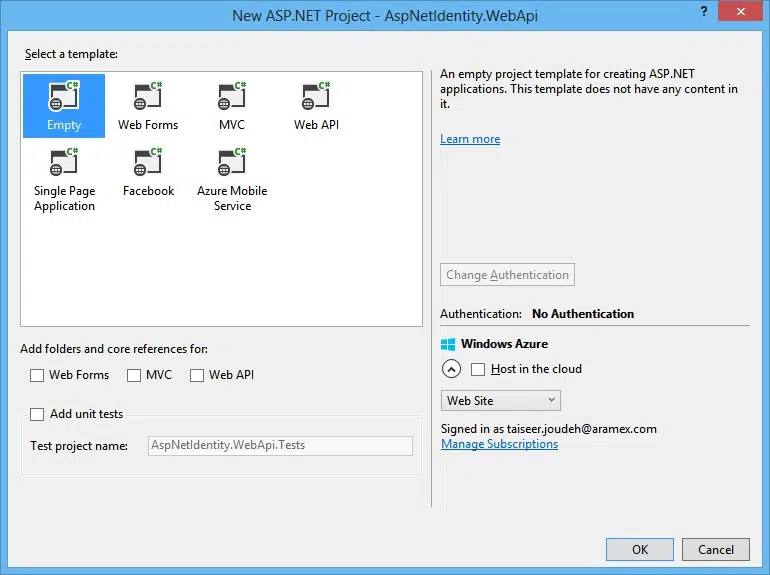 New ASP.NET Project - AspNetIdentity.WebApi
?
Select a template:
C# C# C# C#
Empty Web Forms MVC Web API
C# C# C#
Single Page Application
Facebook
Azure Mobile Service
An empty project template for creating ASP.NET
applications. This template does not have any content in
it.
Learn more
Change Authentication
Authentication: No Authentication
Windows Azure
Host in the cloud
Web Site
Signed in as taiseer.joudeh@aramex.com
Manage Subscriptions
Add folders and core references for:
Web Forms MVC Web API
Add unit tests
Test project name: AspNetIdentity.WebApi.Tests
OK Cancel